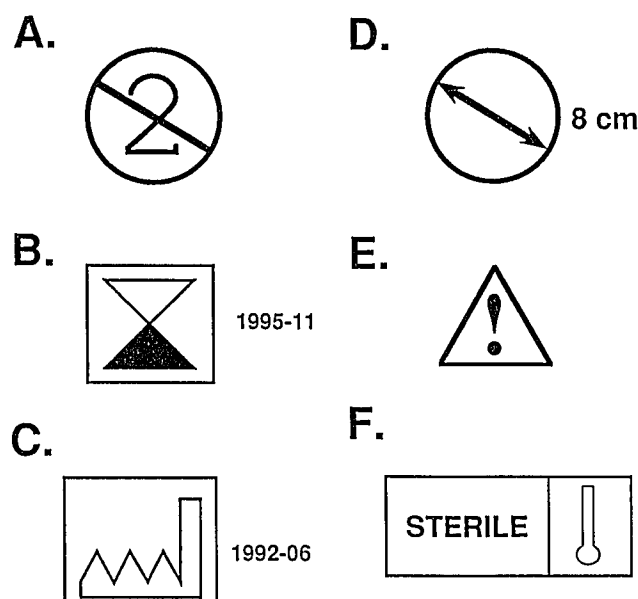 A.
2
D.
8 cm
B.
1995-11
E.
!
C.
1992-06
F.
STERILE